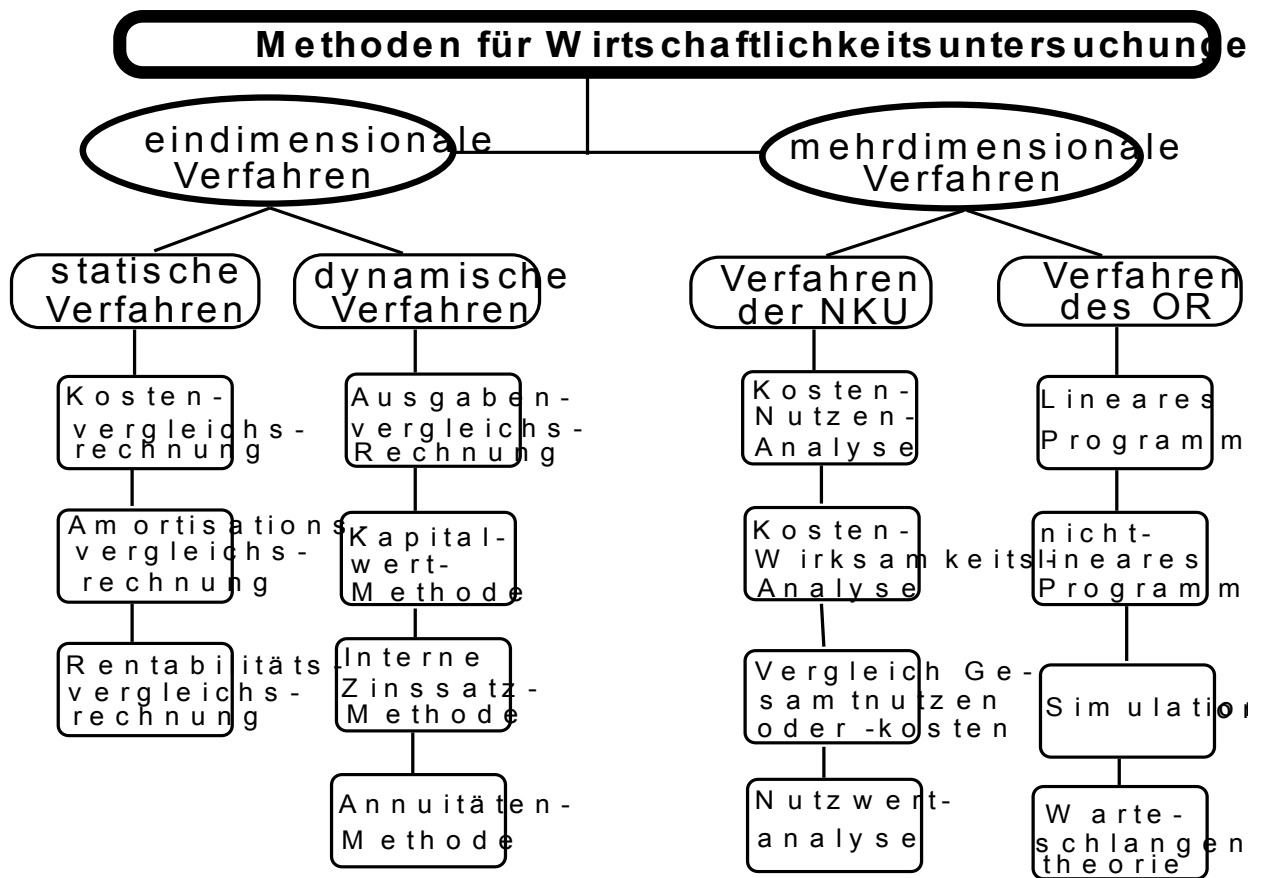 Methoden für Wirtschaftlichkeitsuntersuchunge
eindimensionale
Verfahren
mehrdimensionale
Verfahren
statische
Verfahren
dynamische
Verfahren
Verfahren
der NKU
Verfahren
des OR
Kosten-
vergleichs-
rechnung
Ausgaben-
vergleichs-
Rechnung
Kosten-
Nutzen-
Analyse
Lineares
Programm
Amortisations-
vergleichs-
rechnung
Kapital-
wert-
Methode
Kosten-
Wirksamkeits-
Analyse
nicht-
lineares
Programm
Rentabilitäts-
vergleichs-
rechnung
Interne
Zinssatz-
Methode
Vergleich Ge-
samtnutzen
oder -kosten
Simulation
Annuitäten-
Methode
Nutzwert-
analyse
Warte-
schlangen
theorie